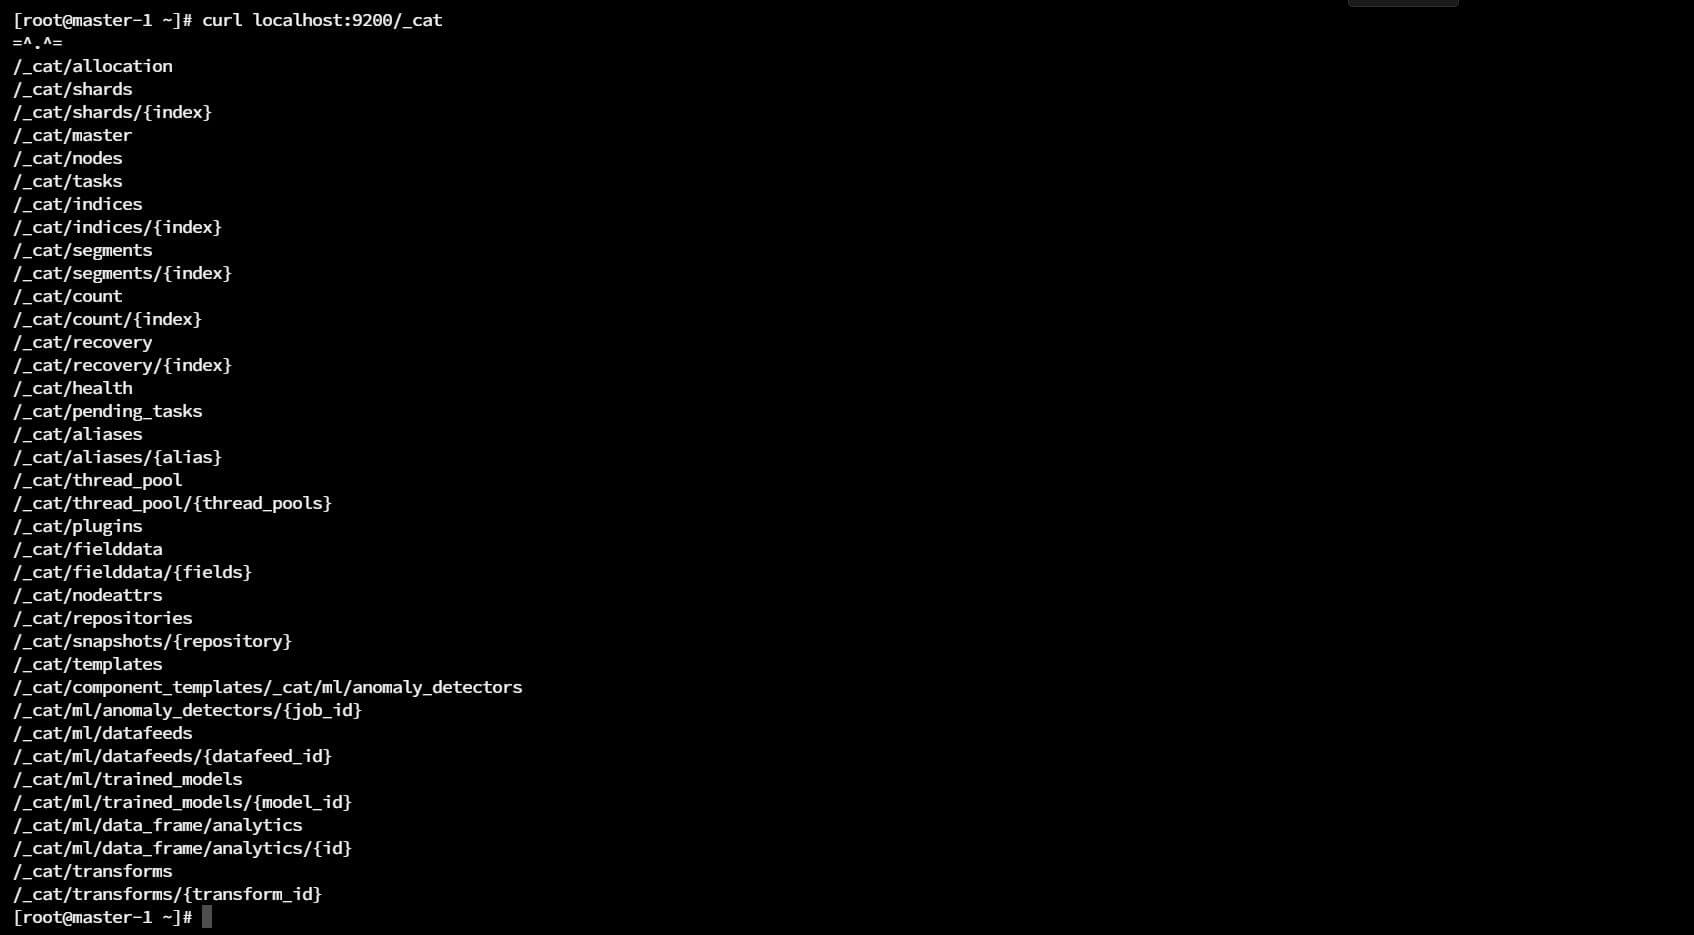 [root@master-1 ~]# curl localhost:9200/_cat
=^.^=
/_cat/allocation
/_cat/shards
/_cat/shards/{index}
/_cat/master
/_cat/nodes
/_cat/tasks
/_cat/indices
/_cat/indices/{index}
/_cat/segments
/_cat/segments/{index}
/_cat/count
/_cat/count/{index}
/_cat/recovery
/_cat/recovery/{index}
/_cat/health
/_cat/pending_tasks
/_cat/aliases
/_cat/aliases/{alias}
/_cat/thread_pool
/_cat/thread_pool/{thread_pools}
/_cat/plugins
/_cat/fielddata
/_cat/fielddata/{fields}
/_cat/nodeattrs
/_cat/repositories
/_cat/snapshots/{repository}
/_cat/templates
/_cat/component_templates/_cat/ml/anomaly_detectors
/_cat/ml/anomaly_detectors/{job_id}
/_cat/ml/datafeeds
/_cat/ml/datafeeds/{datafeed_id}
/_cat/ml/trained_models
/_cat/ml/trained_models/{model_id}
/_cat/ml/data_frame/analytics
/_cat/ml/data_frame/analytics/{id}
/_cat/transforms
/_cat/transforms/{transform_id}
[root@master-1 ~]#